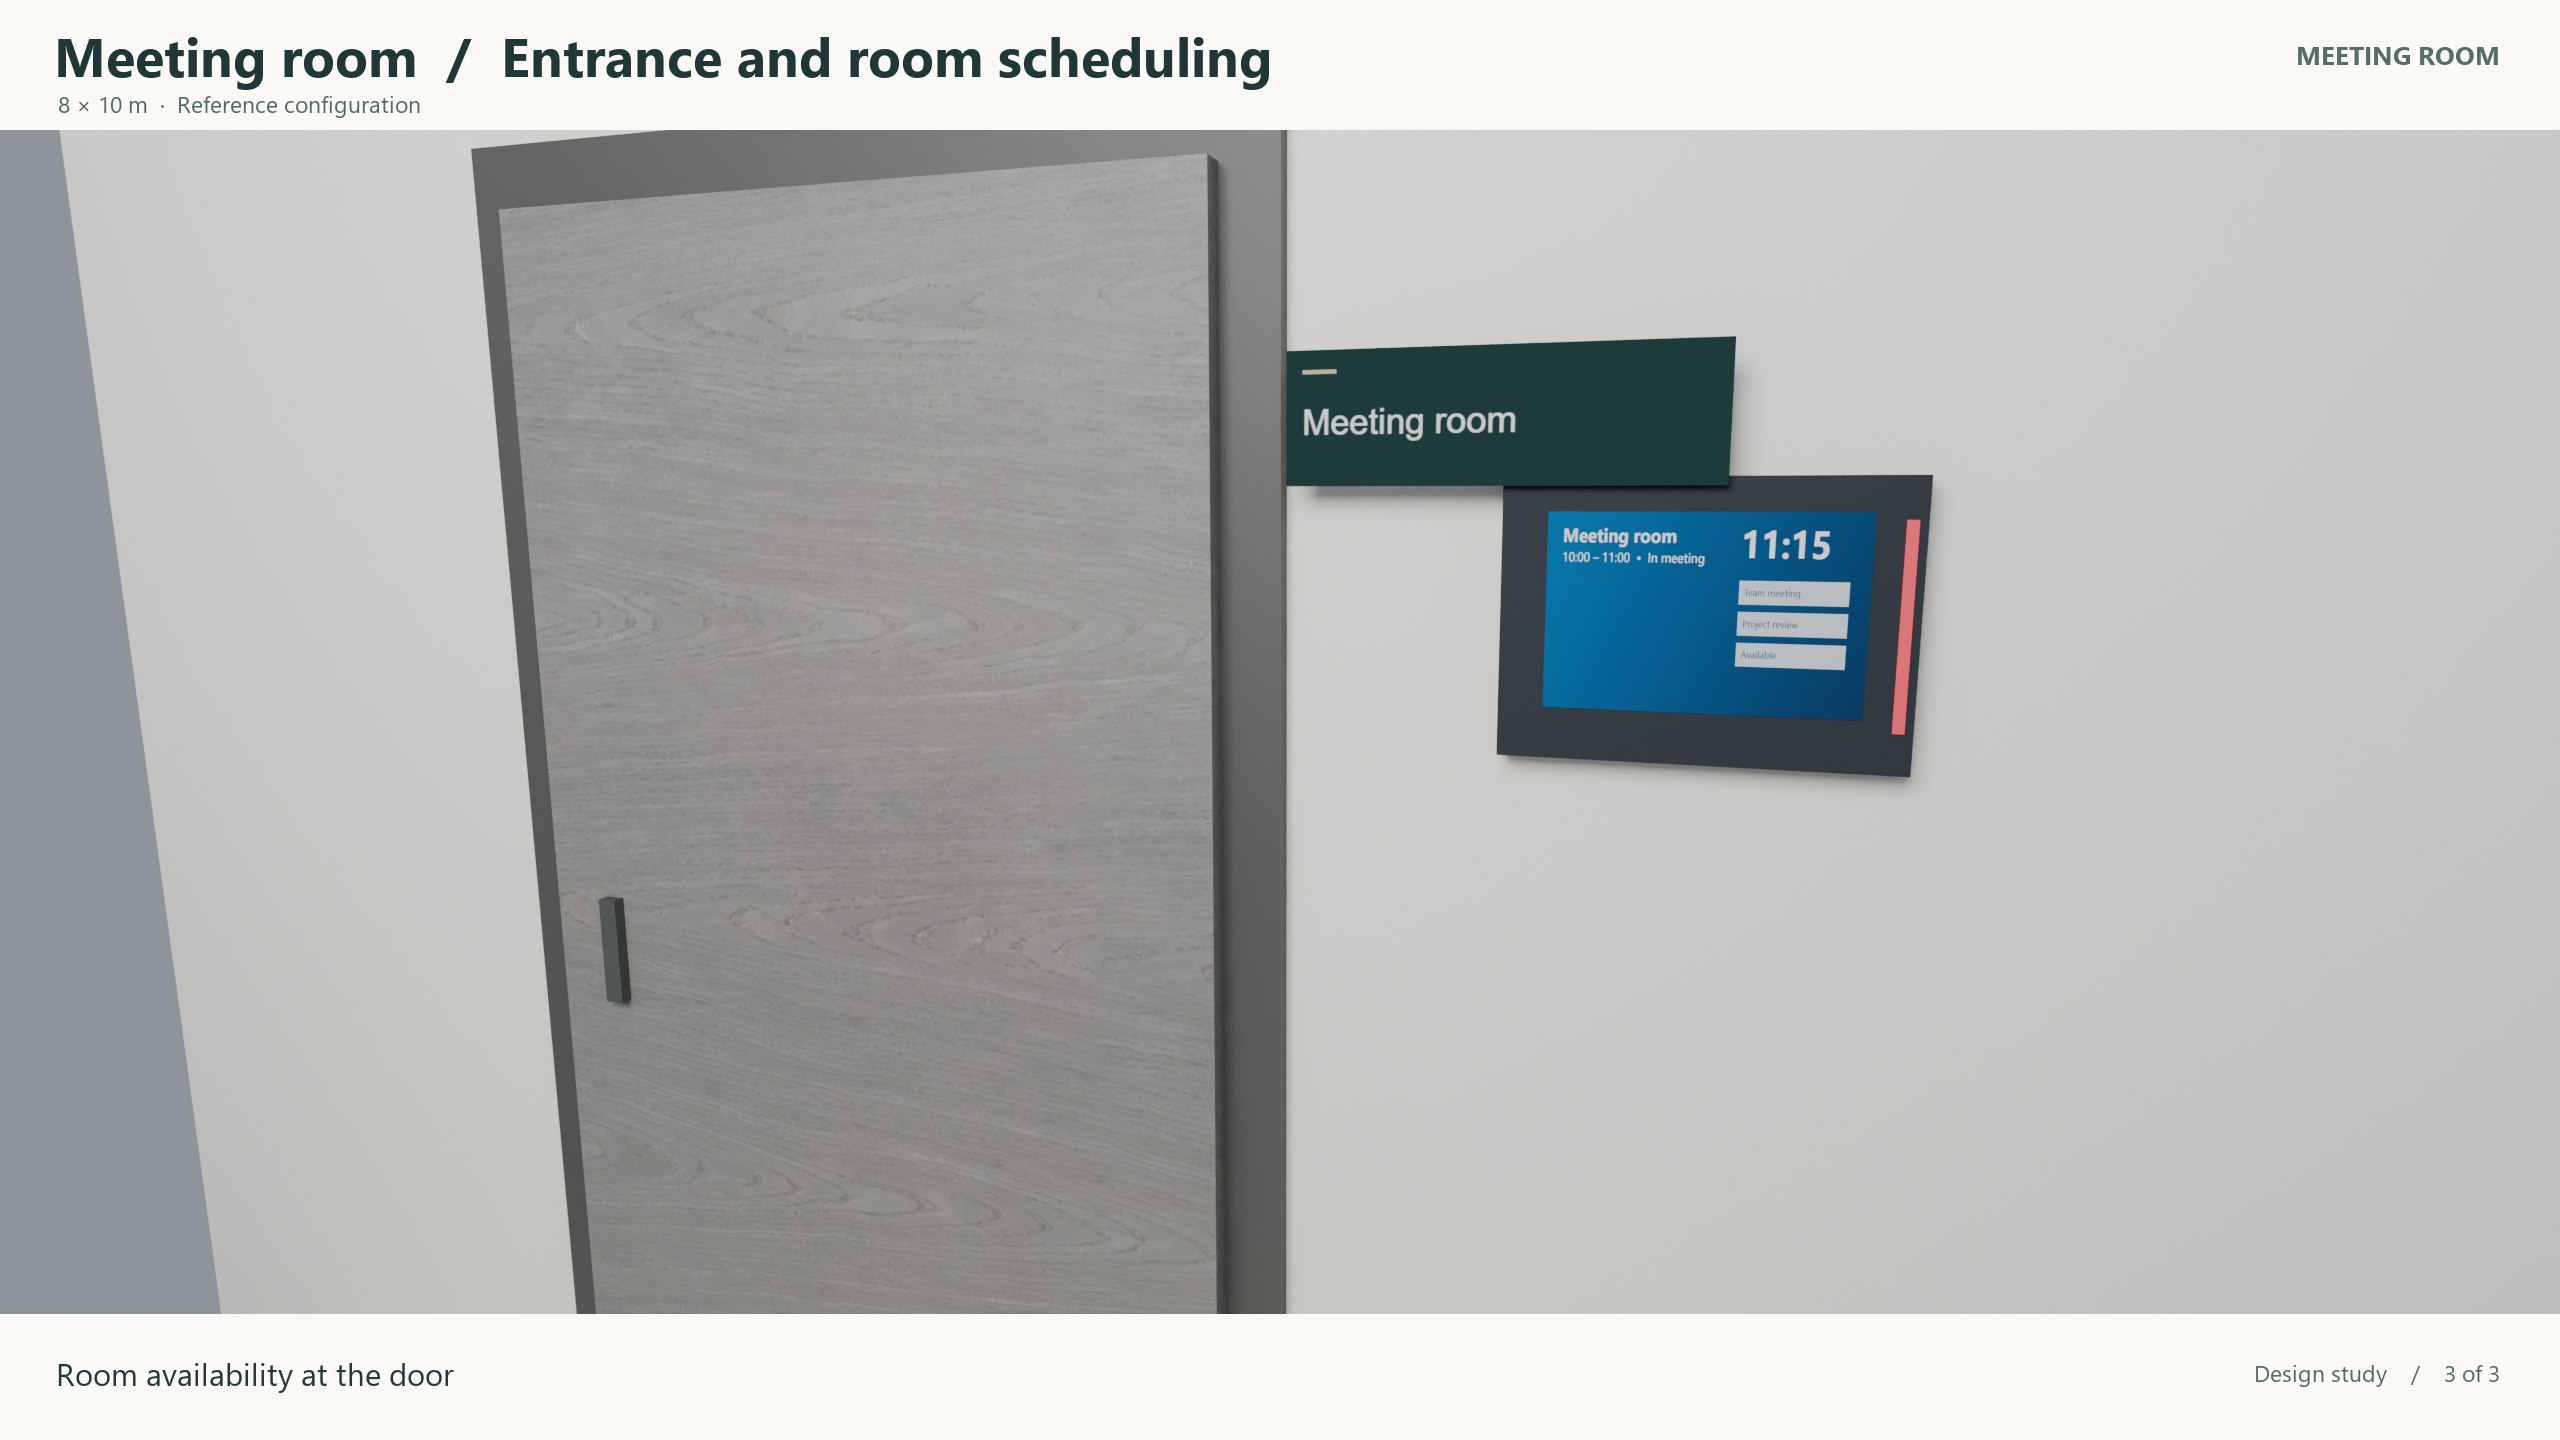 Meeting room / Entrance and room scheduling
8 × 10 m · Reference configuration
MEETING ROOM
Meeting room
Meeting room
10:00 – 11:00 • In meeting
11:15
Team meeting
Project review
Available
Room availability at the door
Design study / 3 of 3